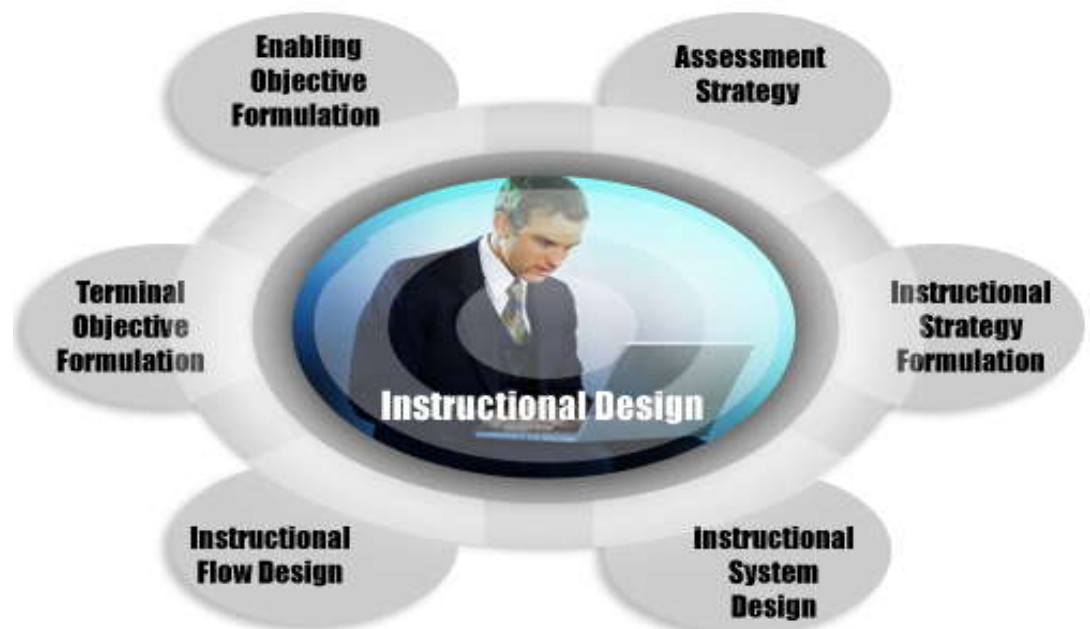 Enabling
Objective
Formulation
Assessment
Strategy
Terminal
Objective
Formulation
Instructional
Strategy
Formulation
Instructional Design
Instructional
Flow Design
Instructional
System
Design